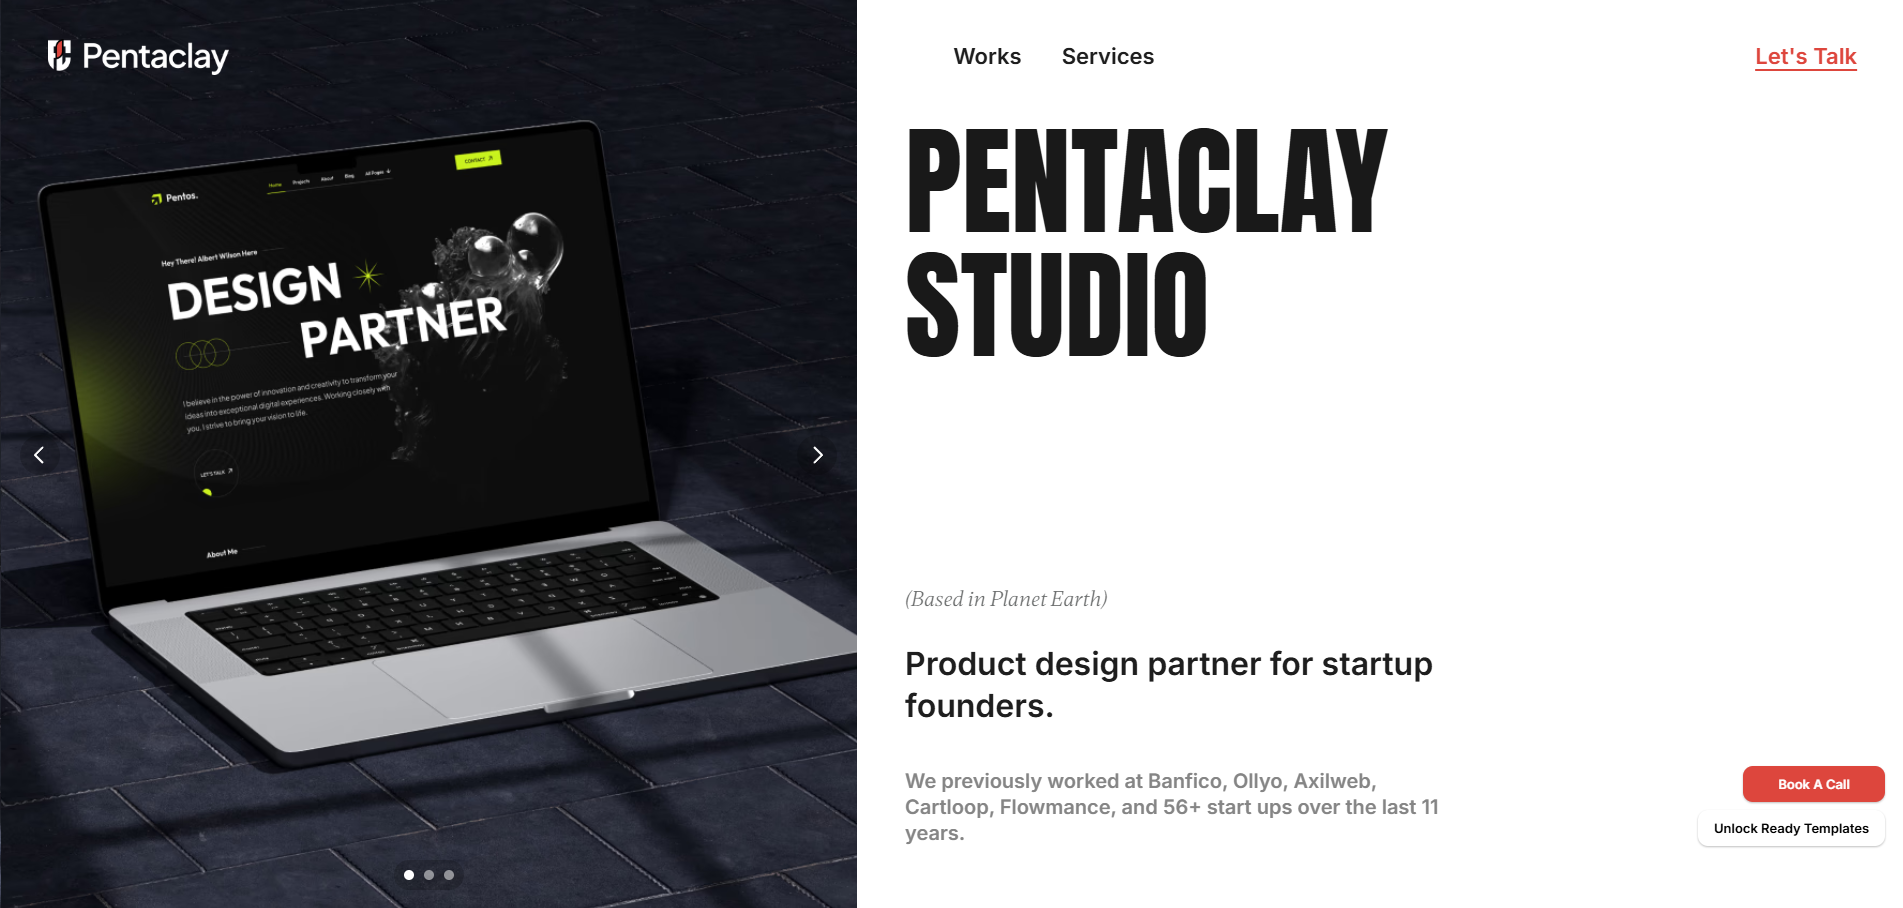 Pentaclay
Works
Services
Let's Talk
PENTACLAY
STUDIO
Pentos.
Home
Projects
About
Blog
All Pages
CONTACT
Hey There! Albert Wilson Here
DESIGN
PARTNER
I believe in the power of innovation and creativity to transform your
ideas into exceptional digital experiences. Working closely with
you, I strive to bring your vision to life.
LET'S TALK
About Me
(Based in Planet Earth)
Product design partner for startup
founders.
We previously worked at Banfico, Ollyo, Axilweb,
Cartloop, Flowmance, and 56+ start ups over the last 11
years.
Book A Call
Unlock Ready Templates